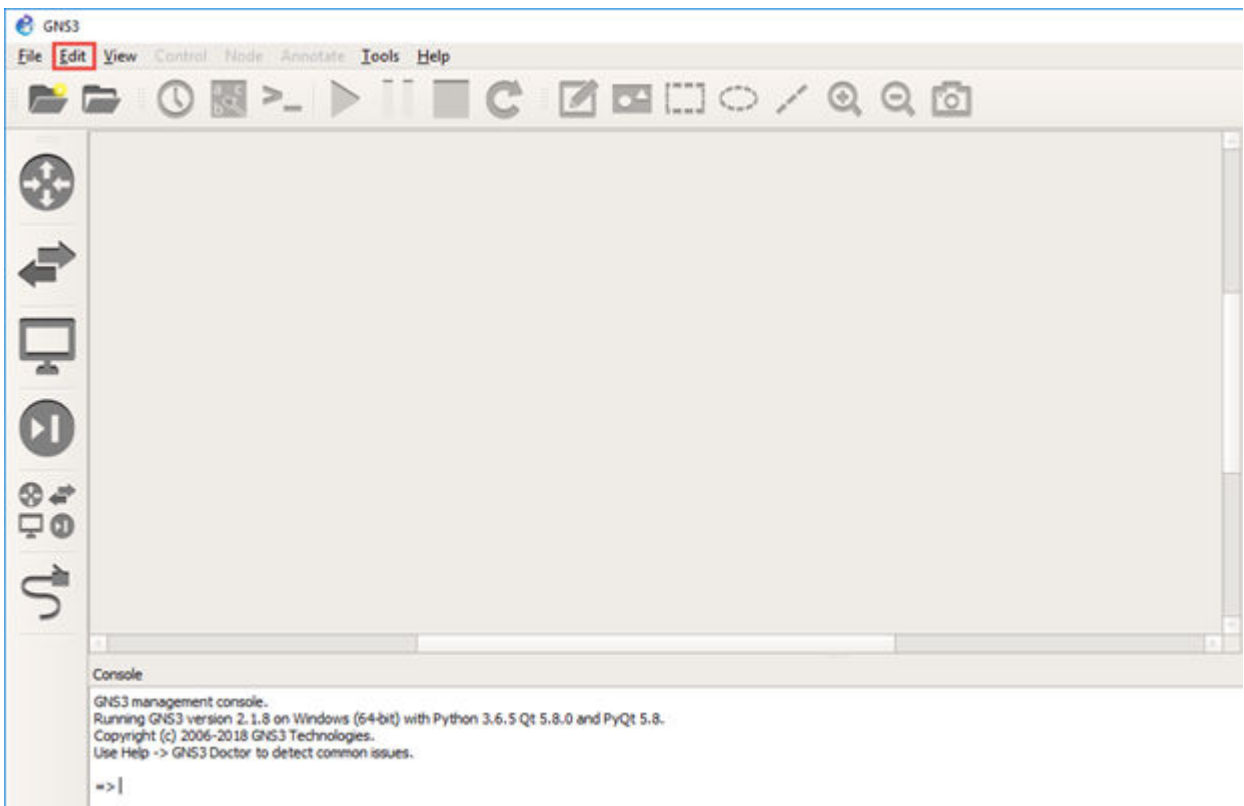 GNS3
File Edit View Control Node Annotate Tools Help
Console
GNS3 management console.
Running GNS3 version 2.1.8 on Windows (64-bit) with Python 3.6.5 Qt 5.8.0 and PyQt 5.8.
Copyright (c) 2006-2018 GNS3 Technologies.
Use Help -> GNS3 Doctor to detect common issues.
=>